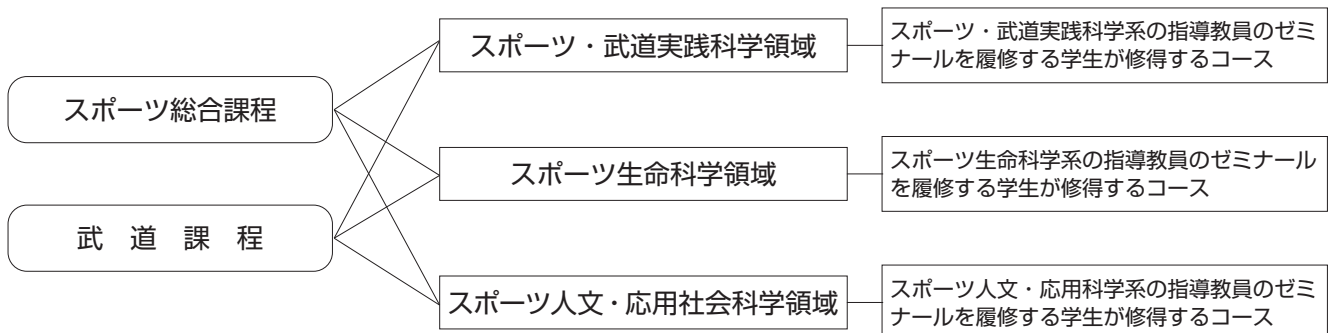 スポーツ総合課程
武道課程
スポーツ・武道実践科学領域
スポーツ生命科学領域
スポーツ人文・応用社会科学領域
スポーツ・武道実践科学系の指導教員のゼミ
ナールを履修する学生が修得するコース
スポーツ生命科学系の指導教員のゼミナール
を履修する学生が修得するコース
スポーツ人文・応用科学系の指導教員のゼミ
ナールを履修する学生が修得するコース